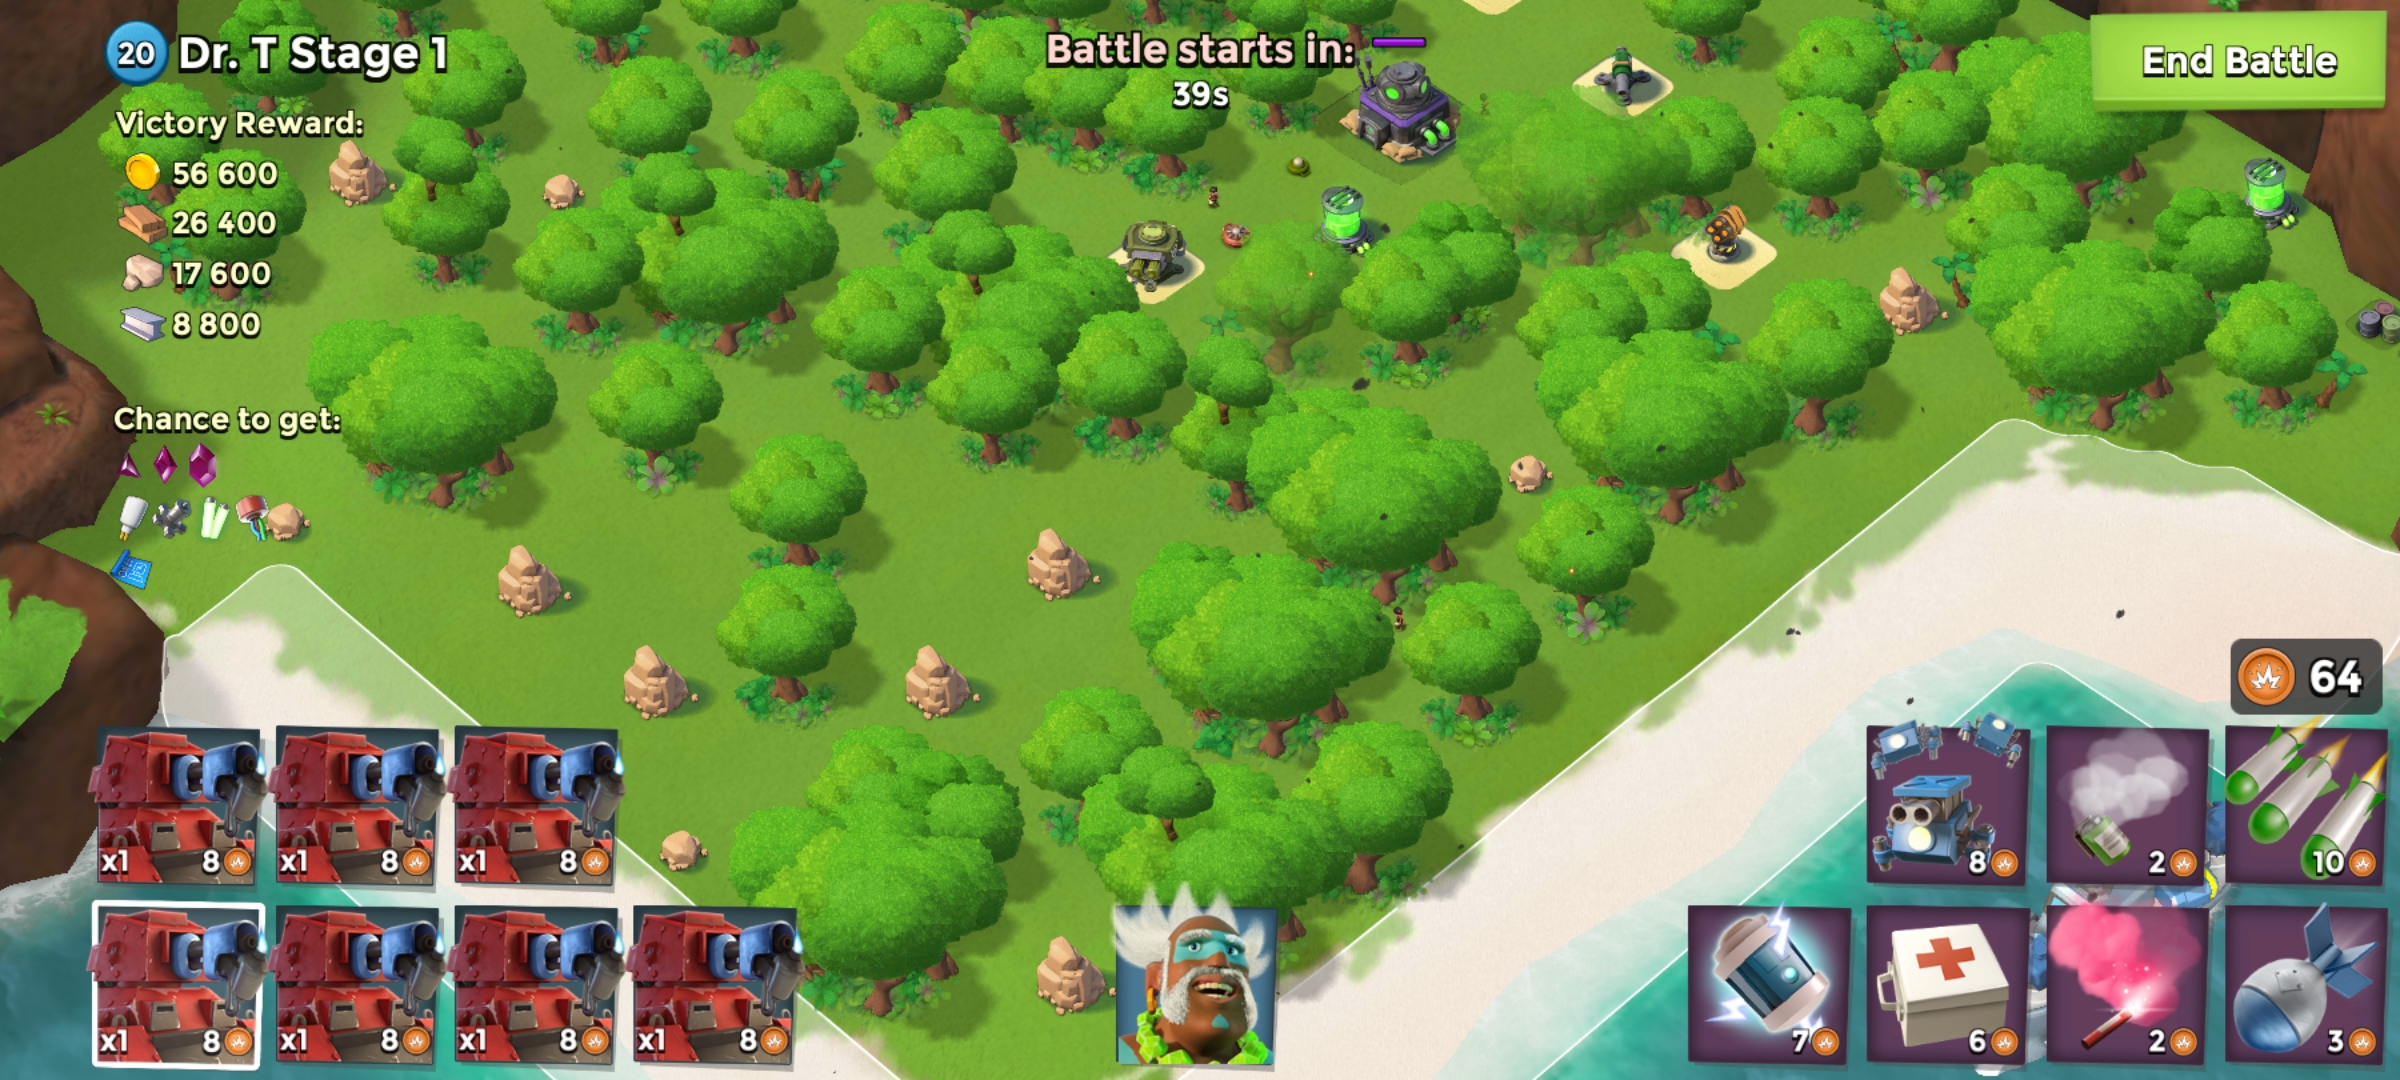 20 Dr. T Stage 1
Battle starts in:
39s
End Battle
Victory Reward:
56 600
26 400
17 600
8 800
Chance to get:
64
x1 8
x1 8
x1 8
8
2
10
x1 8
x1 8
x1 8
x1 8
7
6
2
3